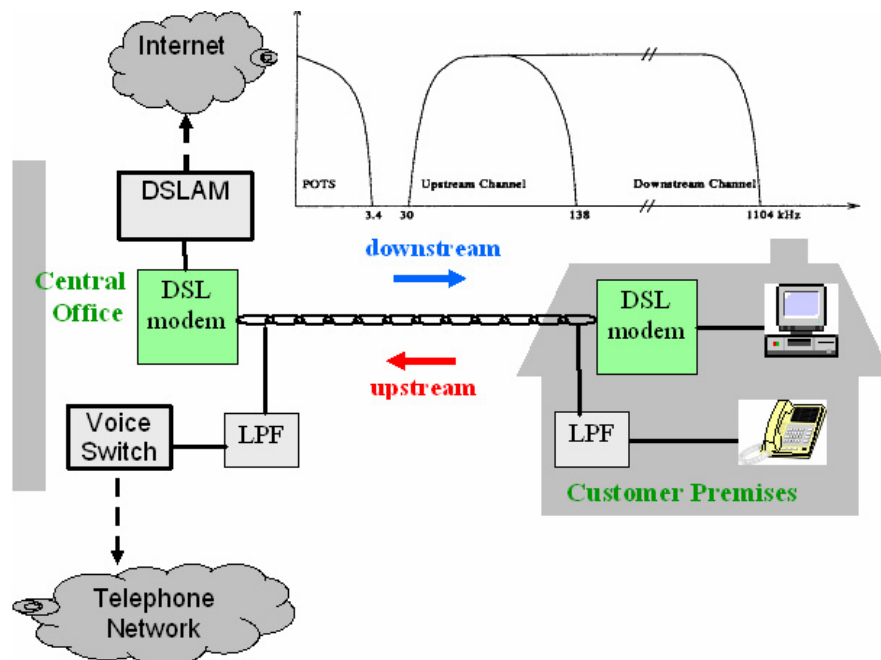 Internet
POTS
Upstream Channel
Downstream Channel
3.4
30
138
1104 kHz
DSLAM
downstream
Central
Office
DSL
modem
DSL
modem
upstream
Voice
Switch
LPF
LPF
Customer Premises
Telephone
Network